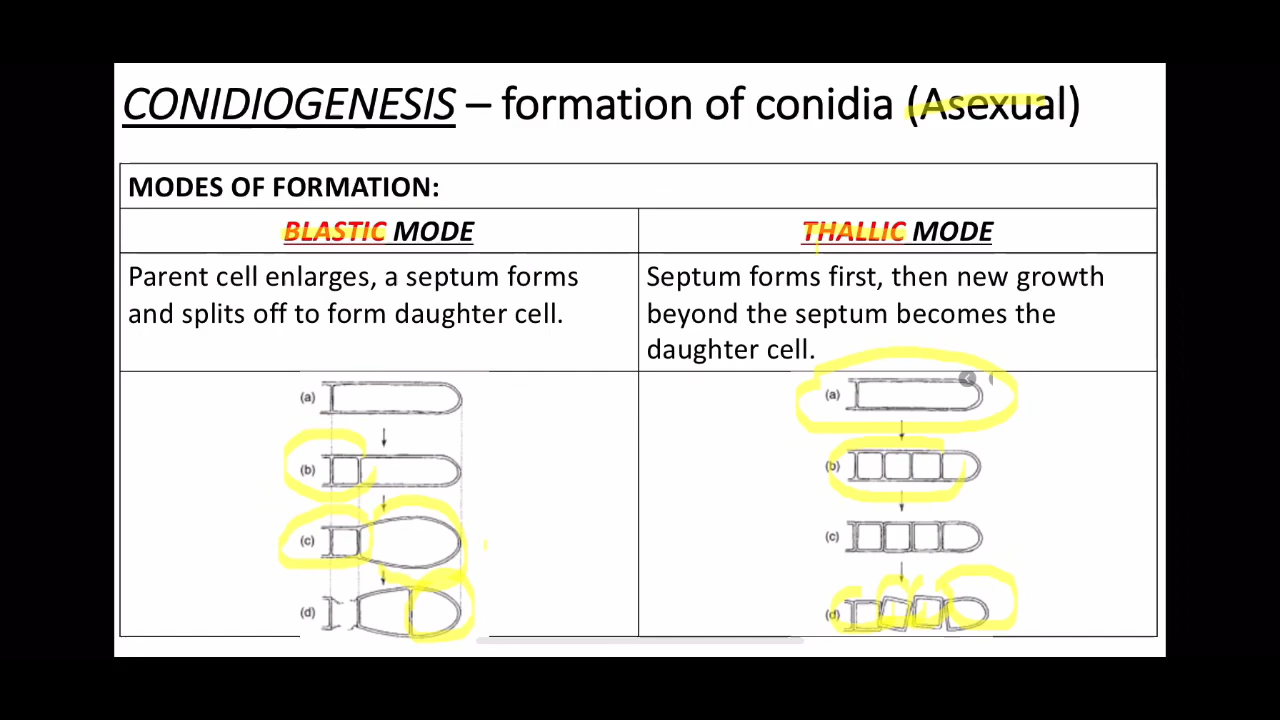 CONIDIOGENESIS – formation of conidia (Asexual)
MODES OF FORMATION:
BLASTIC MODE
THALLIC MODE
Parent cell enlarges, a septum forms
and splits off to form daughter cell.
Septum forms first, then new growth
beyond the septum becomes the
daughter cell.
(a)
(b)
(c)
(d)
(a)
(b)
(c)
(d)